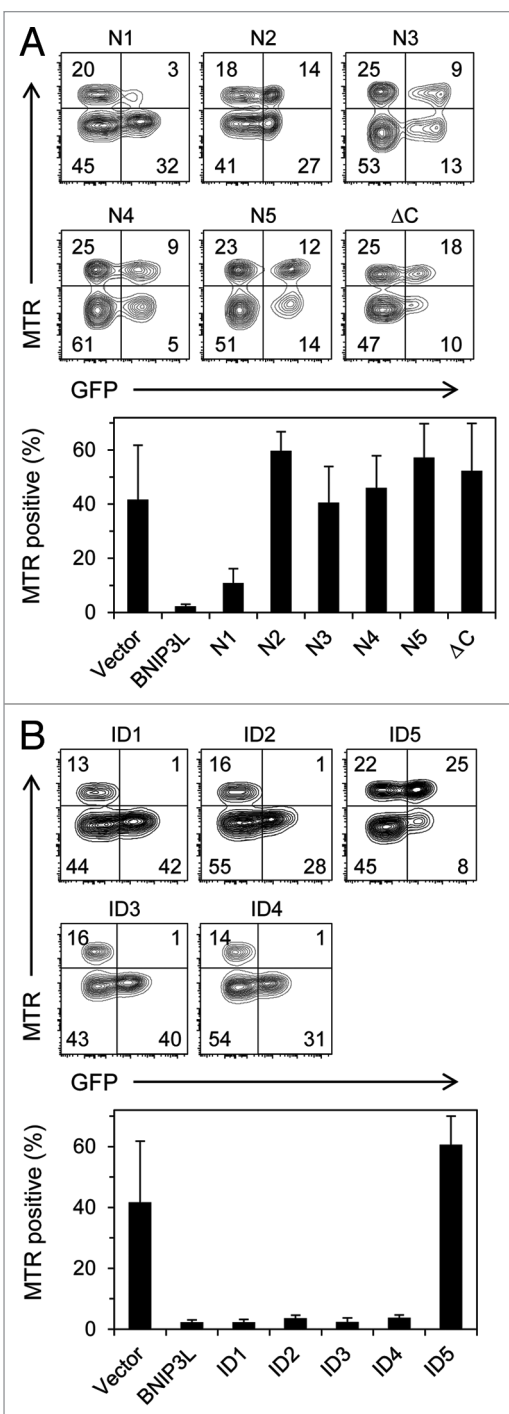 A
N1 N2 N3
20 3 18 14 25 9
45 32 41 27 53 13
N4 N5 ΔC
25 9 23 12 25 18
61 5 51 14 47 10
MTR
GFP
MTR positive (%)
60
40
20
0
Vector BNIP3L N1 N2 N3 N4 N5 ΔC
B
ID1 ID2 ID5
13 1 16 1 22 25
44 42 55 28 45 8
ID3 ID4
16 1 14 1
43 40 54 31
MTR
GFP
MTR positive (%)
60
40
20
0
Vector BNIP3L ID1 ID2 ID3 ID4 ID5